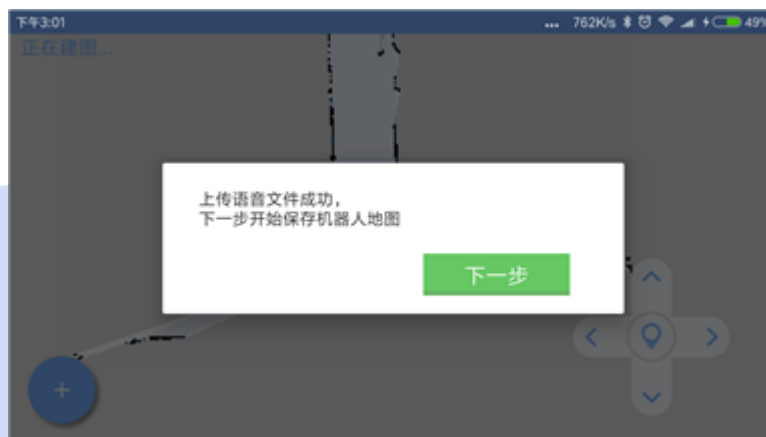 下午3:01
... 762K/s 49%
正在建图...
上传语音文件成功,
下一步开始保存机器人地图
下一步